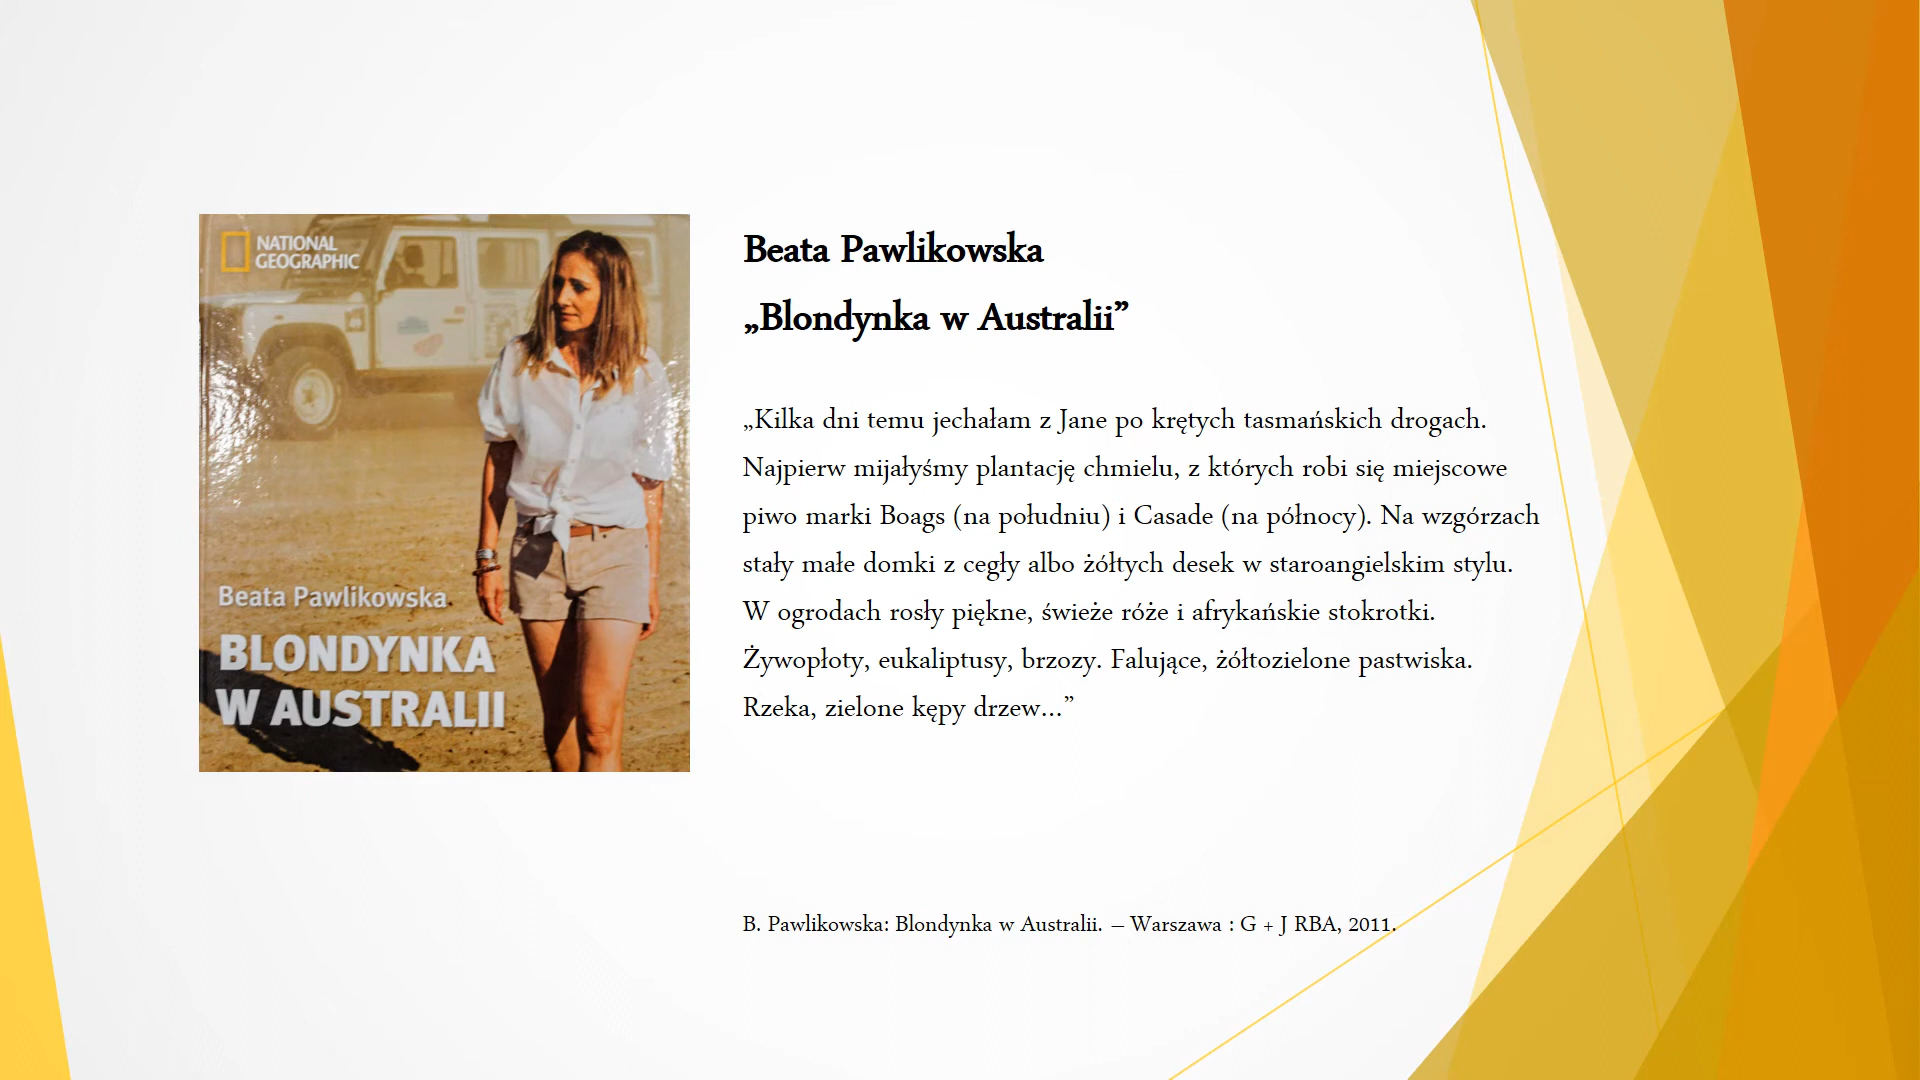 NATIONAL
GEOGRAPHIC
Beata Pawlikowska
BLONDYNKA
W AUSTRALII
Beata Pawlikowska
„Blondynka w Australii”
„Kilka dni temu jechałam z Jane po krętych tasmańskich drogach.
Najpierw mijałyśmy plantację chmielu, z których robi się miejscowe
piwo marki Boags (na południu) i Casade (na północy). Na wzgórzach
stały małe domki z cegły albo żółtych desek w staroangielskim stylu.
W ogrodach rosły piękne, świeże róże i afrykańskie stokrotki.
Żywopłoty, eukaliptusy, brzozy. Falujące, żółtozielone pastwiska.
Rzeka, zielone kępy drzew…”
B. Pawlikowska: Blondynka w Australii. – Warszawa : G + J RBA, 2011.